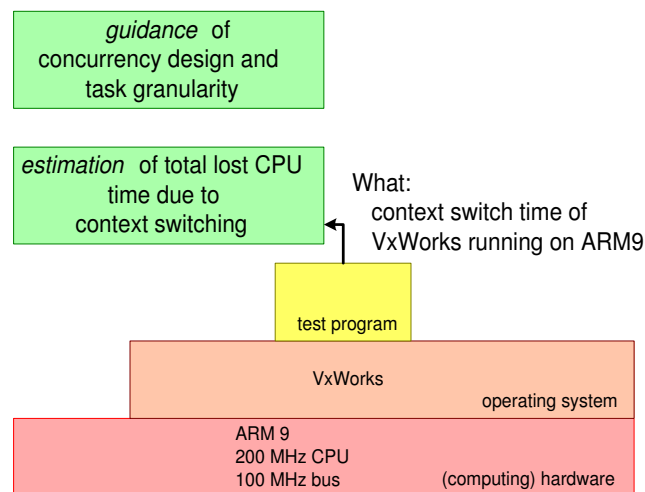 guidance of
concurrency design and
task granularity
estimation of total lost CPU
time due to
context switching
What:
context switch time of
VxWorks running on ARM9
test program
VxWorks
operating system
ARM 9
200 MHz CPU
100 MHz bus
(computing) hardware